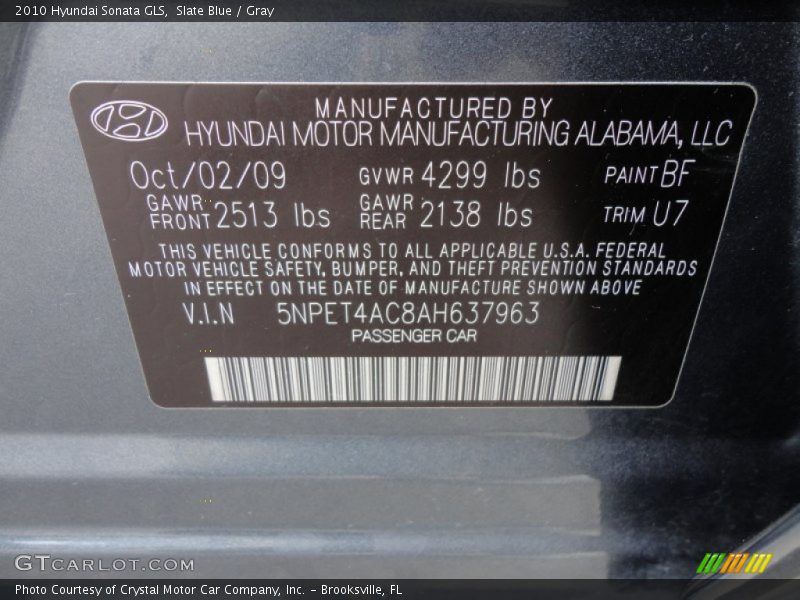 2010 Hyundai Sonata GLS, Slate Blue / Gray
MANUFACTURED BY
HYUNDAI MOTOR MANUFACTURING ALABAMA, LLC
Oct/02/09 GVWR 4299 lbs PAINT BF
GAWR FRONT 2513 lbs GAWR REAR 2138 lbs TRIM U7
THIS VEHICLE CONFORMS TO ALL APPLICABLE U.S.A. FEDERAL
MOTOR VEHICLE SAFETY, BUMPER, AND THEFT PREVENTION STANDARDS
IN EFFECT ON THE DATE OF MANUFACTURE SHOWN ABOVE
V.I.N 5NPET4AC8AH637963
PASSENGER CAR
GTCARLOT.COM
Photo Courtesy of Crystal Motor Car Company, Inc. – Brooksville, FL